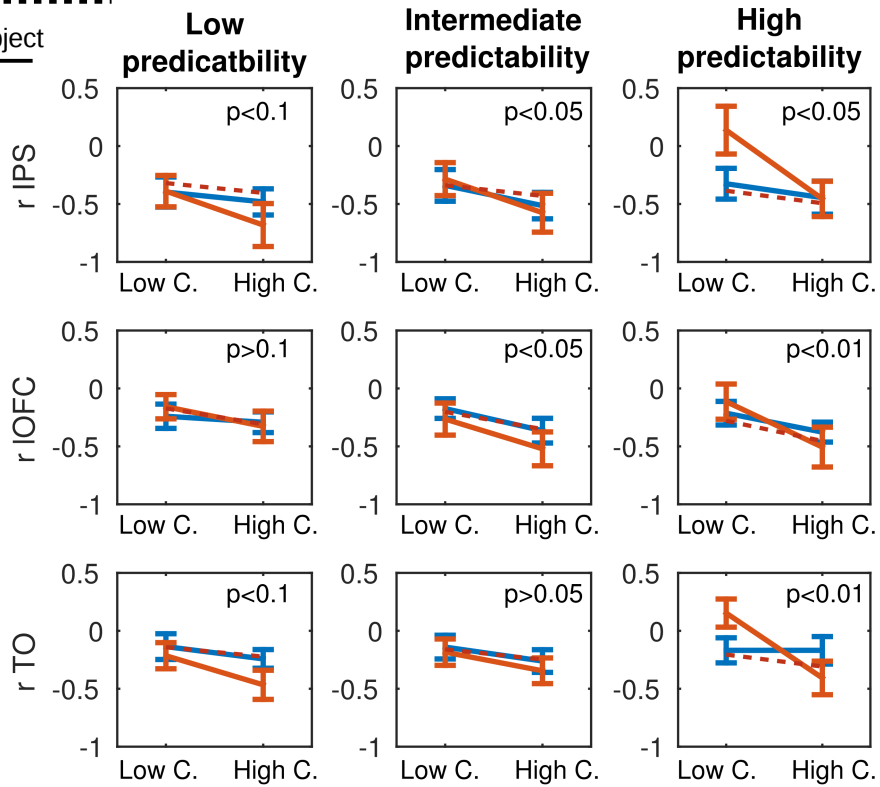 ject
Low
predicatbility
Intermediate
predictability
High
predictability
r IPS
0.5
0
-0.5
-1
p<0.1
Low C.
High C.
0.5
0
-0.5
-1
p<0.05
Low C.
High C.
0.5
0
-0.5
-1
p<0.05
Low C.
High C.
r lOFC
0.5
0
-0.5
-1
p>0.1
Low C.
High C.
0.5
0
-0.5
-1
p<0.05
Low C.
High C.
0.5
0
-0.5
-1
p<0.01
Low C.
High C.
r TO
0.5
0
-0.5
-1
p<0.1
Low C.
High C.
0.5
0
-0.5
-1
p>0.05
Low C.
High C.
0.5
0
-0.5
-1
p<0.01
Low C.
High C.